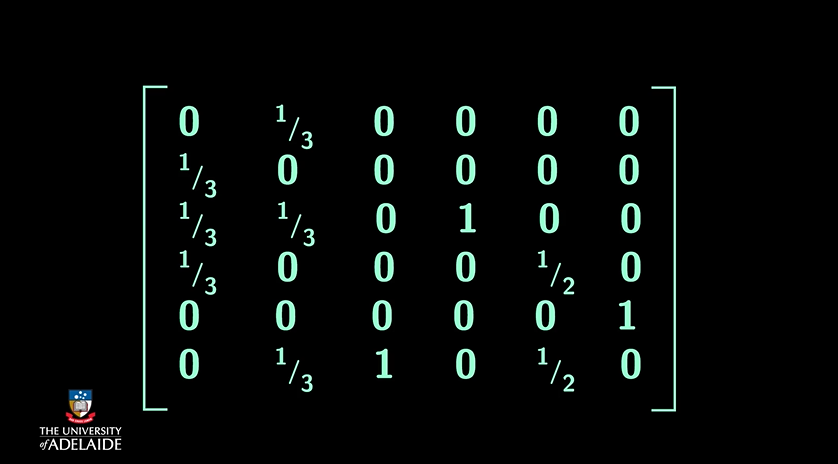 0 1/3 0 0 0 0
1/3 0 0 0 0 0
1/3 1/3 0 1 0 0
1/3 0 0 0 1/2 0
0 0 0 0 0 1
0 1/3 1 0 1/2 0
THE UNIVERSITY
of ADELAIDE